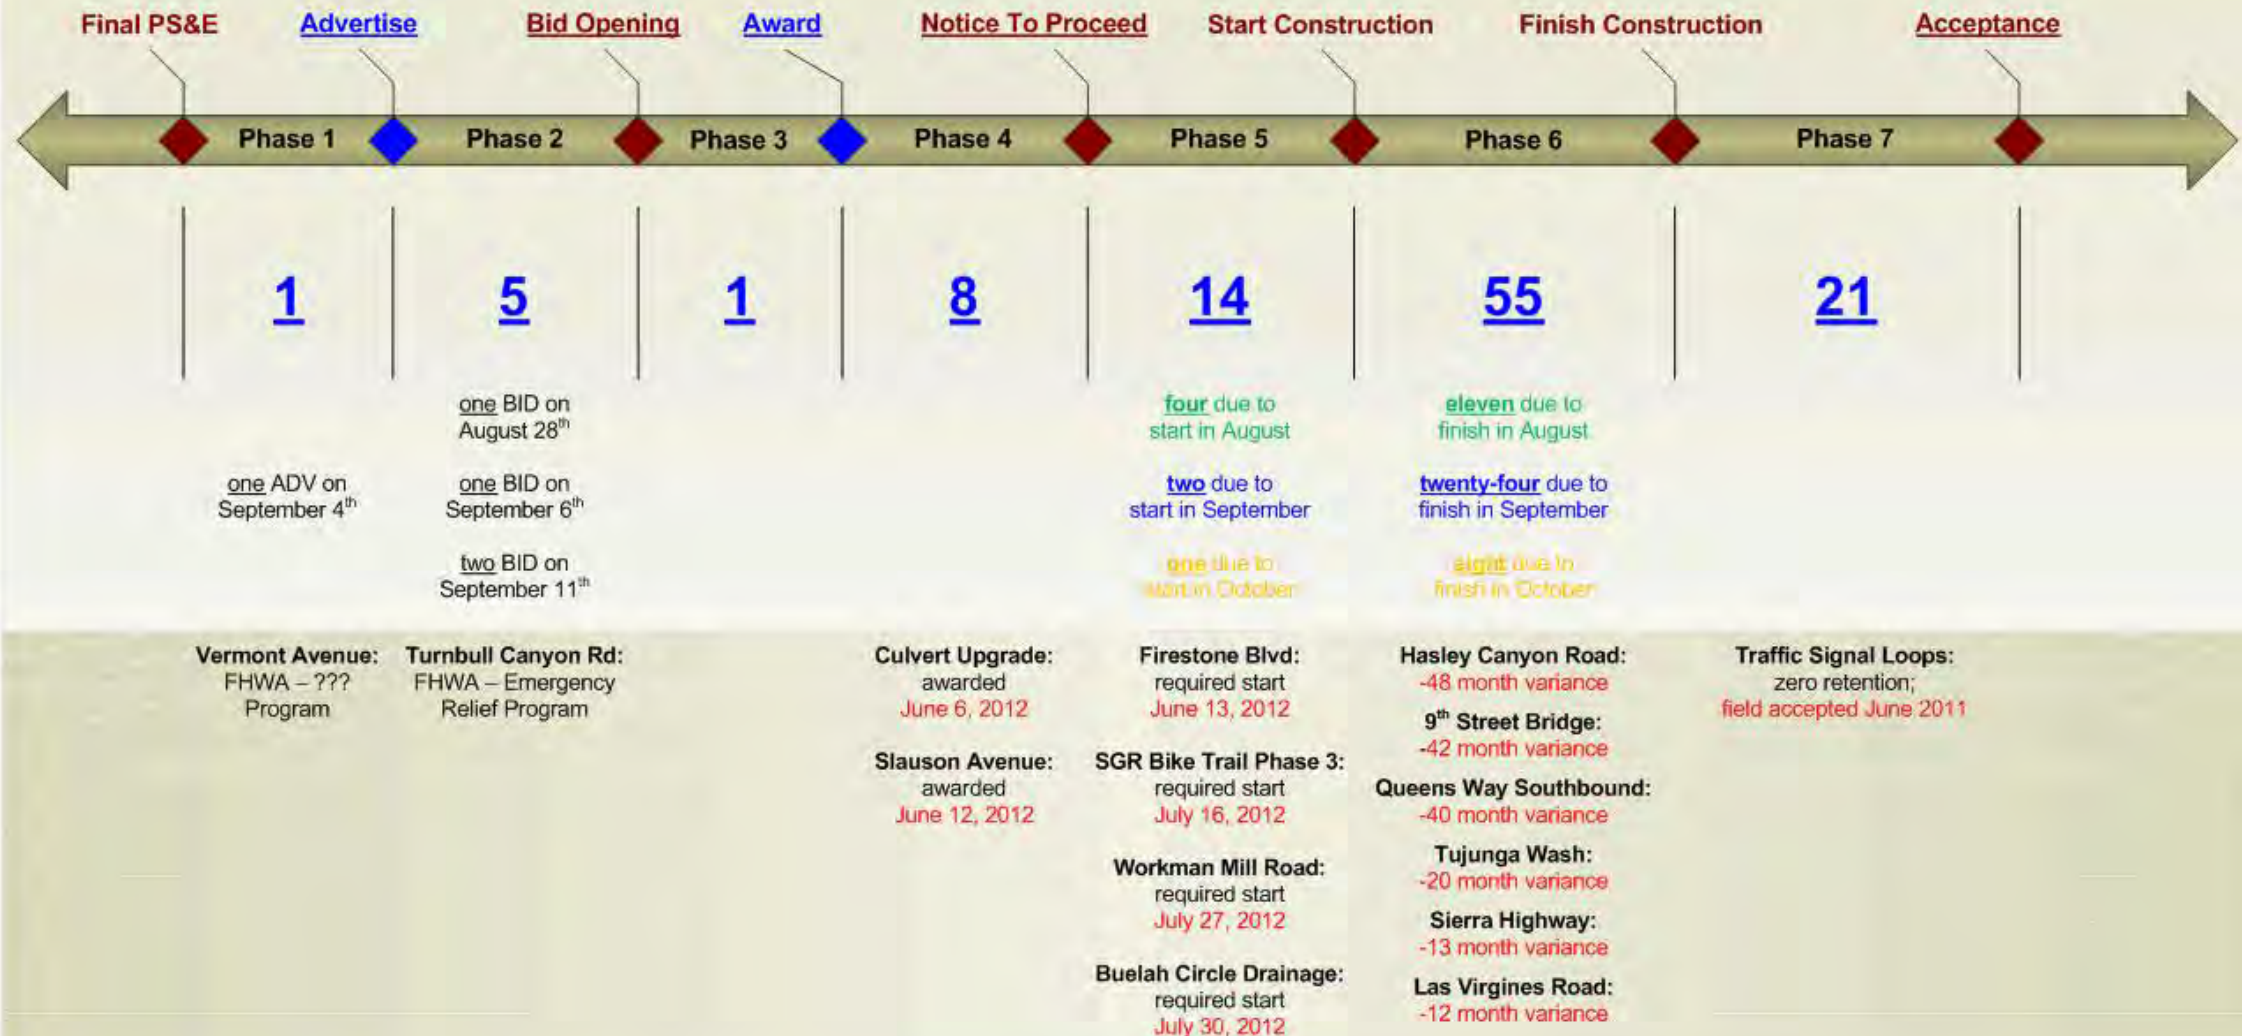 Final PS&E
Advertise
Bid Opening
Award
Notice To Proceed
Start Construction
Finish Construction
Acceptance
Phase 1
Phase 2
Phase 3
Phase 4
Phase 5
Phase 6
Phase 7
1
5
1
8
14
55
21
one ADV on
September 4th
one BID on
August 28th
one BID on
September 6th
two BID on
September 11th
four due to
start in August
two due to
start in September
one due to
start in October
eleven due to
finish in August
twenty-four due to
finish in September
eight due to
finish in October
Vermont Avenue:
FHWA – ???
Program
Turnbull Canyon Rd:
FHWA – Emergency
Relief Program
Culvert Upgrade:
awarded
June 6, 2012
Slauson Avenue:
awarded
June 12, 2012
Firestone Blvd:
required start
June 13, 2012
SGR Bike Trail Phase 3:
required start
July 16, 2012
Workman Mill Road:
required start
July 27, 2012
Buelah Circle Drainage:
required start
July 30, 2012
Hasley Canyon Road:
-48 month variance
9th Street Bridge:
-42 month variance
Queens Way Southbound:
-40 month variance
Tujunga Wash:
-20 month variance
Sierra Highway:
-13 month variance
Las Virgines Road:
-12 month variance
Traffic Signal Loops:
zero retention;
field accepted June 2011